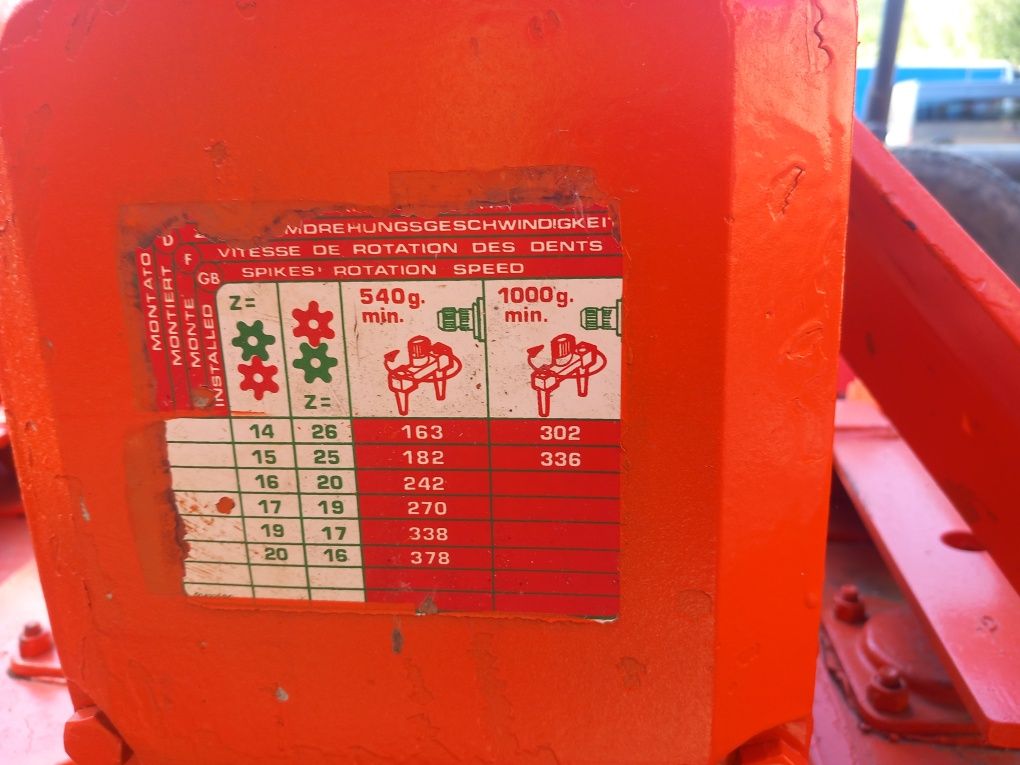 MDREHUNGSGESCHWINDIGKEI
VITESSE DE ROTATION DES DENTS
SPIKES' ROTATION SPEED
MONTATO
D MONTIERT
F MONTE
GB INSTALLED
Z=
Z=
540g. min.
1000g. min.
14 26 163 302
15 25 182 336
16 20 242
17 19 270
19 17 338
20 16 378